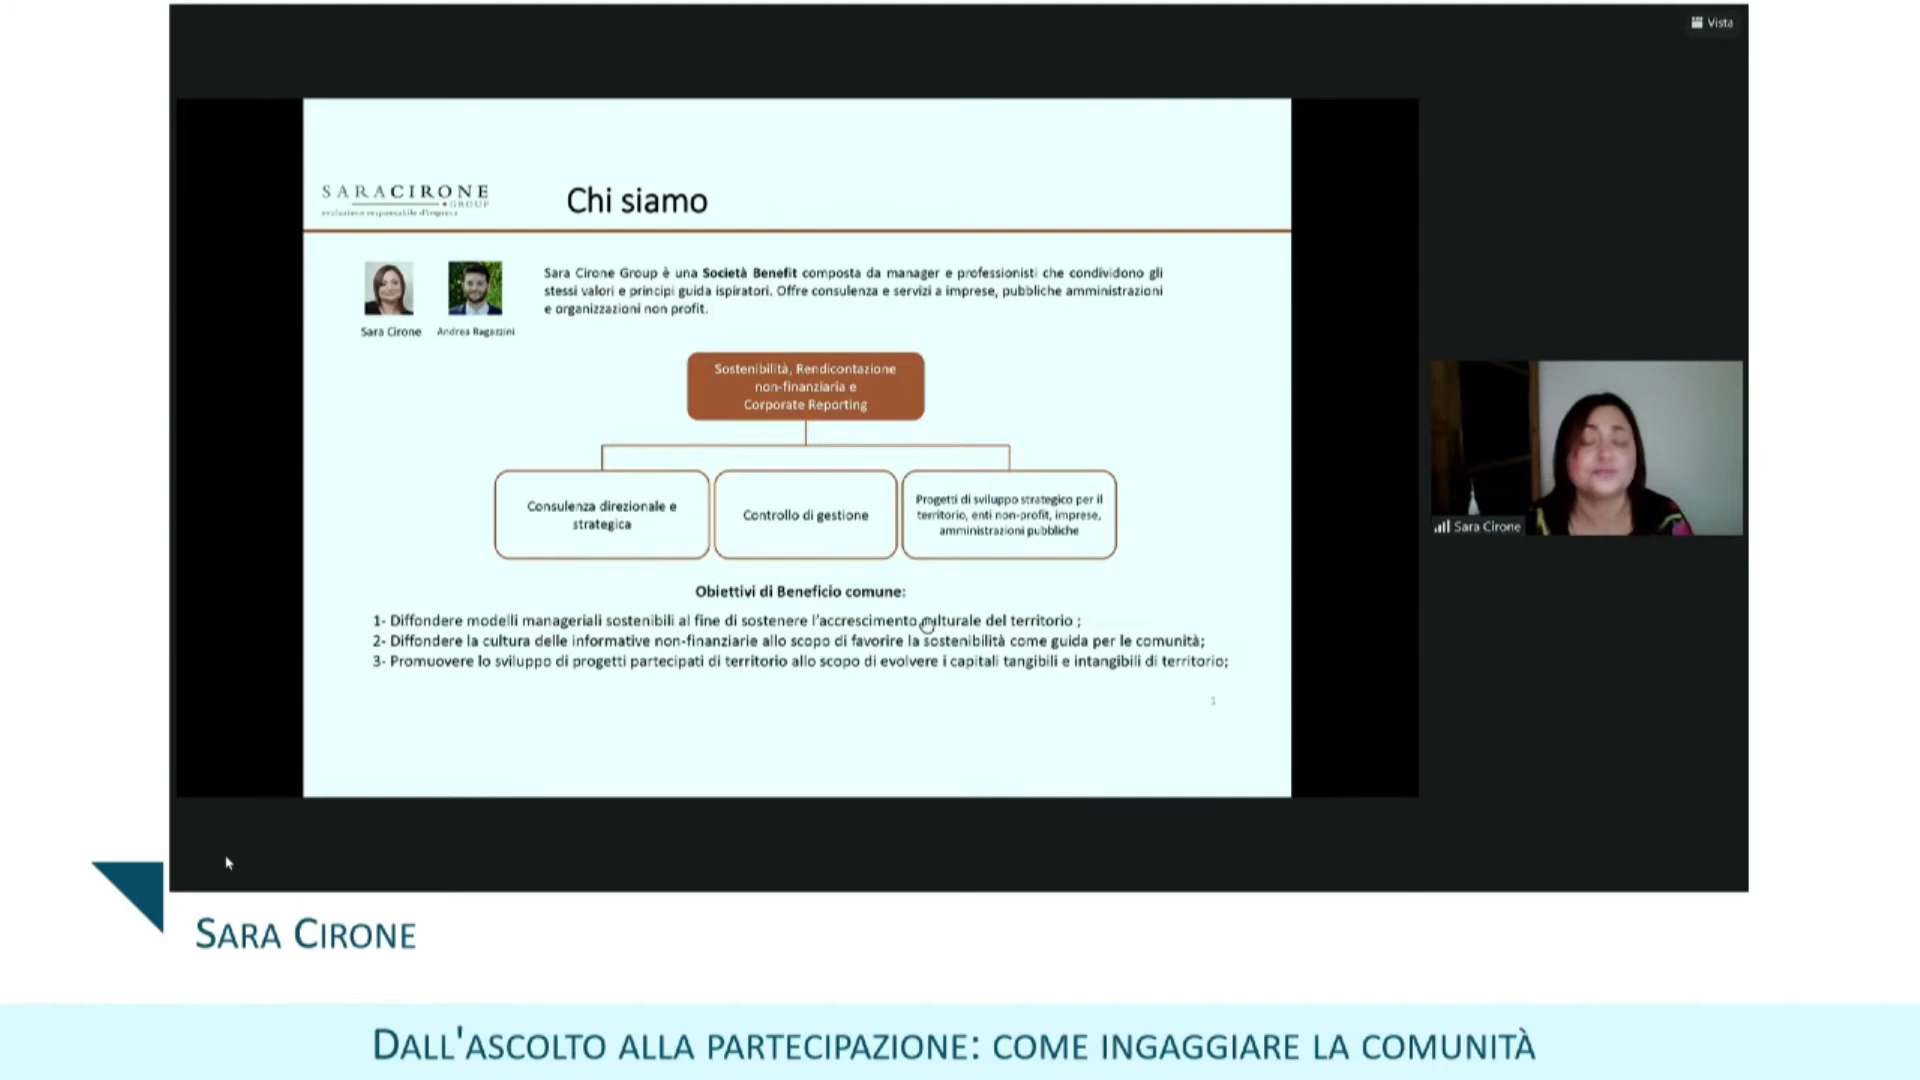 Vista
SARACIRONE
GROUP
evoluzione responsabile d'impresa
Chi siamo
Sara Cirone Group è una Società Benefit composta da manager e professionisti che condividono gli
stessi valori e principi guida ispiratori. Offre consulenza e servizi a imprese, pubbliche amministrazioni
e organizzazioni non profit.
Sara Cirone
Andrea Ragazzini
Sostenibilità, Rendicontazione
non-finanziaria e
Corporate Reporting
Consulenza direzionale e
strategica
Controllo di gestione
Progetti di sviluppo strategico per il
territorio, enti non-profit, imprese,
amministrazioni pubbliche
Obiettivi di Beneficio comune:
1- Diffondere modelli manageriali sostenibili al fine di sostenere l'accrescimento culturale del territorio ;
2- Diffondere la cultura delle informative non-finanziarie allo scopo di favorire la sostenibilità come guida per le comunità;
3- Promuovere lo sviluppo di progetti partecipati di territorio allo scopo di evolvere i capitali tangibili e intangibili di territorio;
Sara Cirone
SARA CIRONE
DALL'ASCOLTO ALLA PARTECIPAZIONE: COME INGAGGIARE LA COMUNITÀ